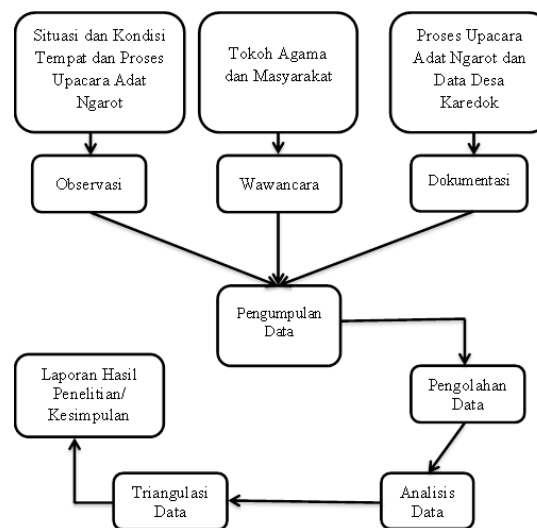 Situasi dan Kondisi
Tempat dan Proses
Upacara Adat
Ngarot
Tokoh Agama
dan Masyarakat
Proses Upacara
Adat Ngarot dan
Data Desa
Karedok
Observasi
Wawancara
Dokumentasi
Pengumpulan
Data
Pengolahan
Data
Analisis
Data
Triangulasi
Data
Laporan Hasil
Penelitian/
Kesimpulan